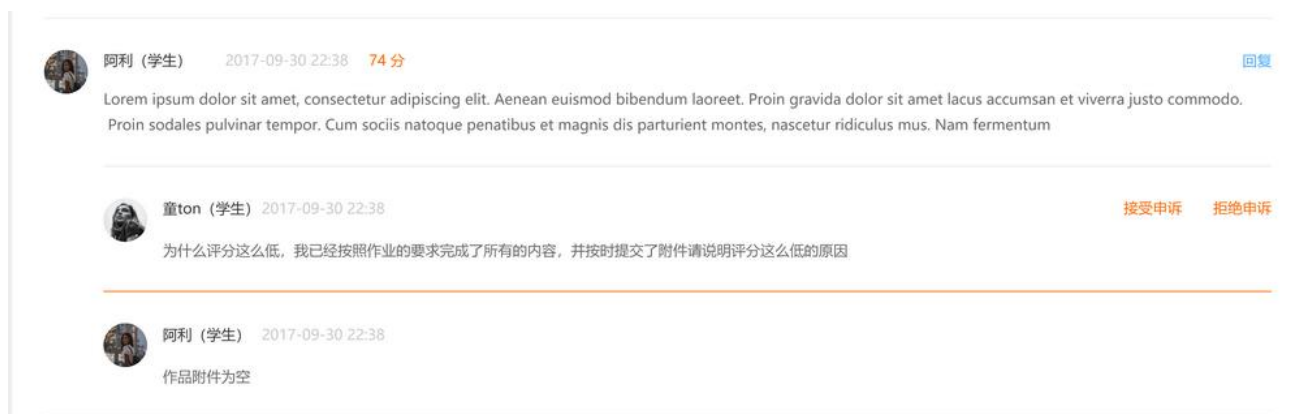 阿利（学生） 2017-09-30 22:38 74 分 回复
Lorem ipsum dolor sit amet, consectetur adipiscing elit. Aenean euismod bibendum laoreet. Proin gravida dolor sit amet lacus accumsan et viverra justo commodo.
Proin sodales pulvinar tempor. Cum sociis natoque penatibus et magnis dis parturient montes, nascetur ridiculus mus. Nam fermentum
童ton（学生） 2017-09-30 22:38 接受申诉 拒绝申诉
为什么评分这么低，我已经按照作业的要求完成了所有的内容，并按时提交了附件请说明评分这么低的原因
阿利（学生） 2017-09-30 22:38
作品附件为空